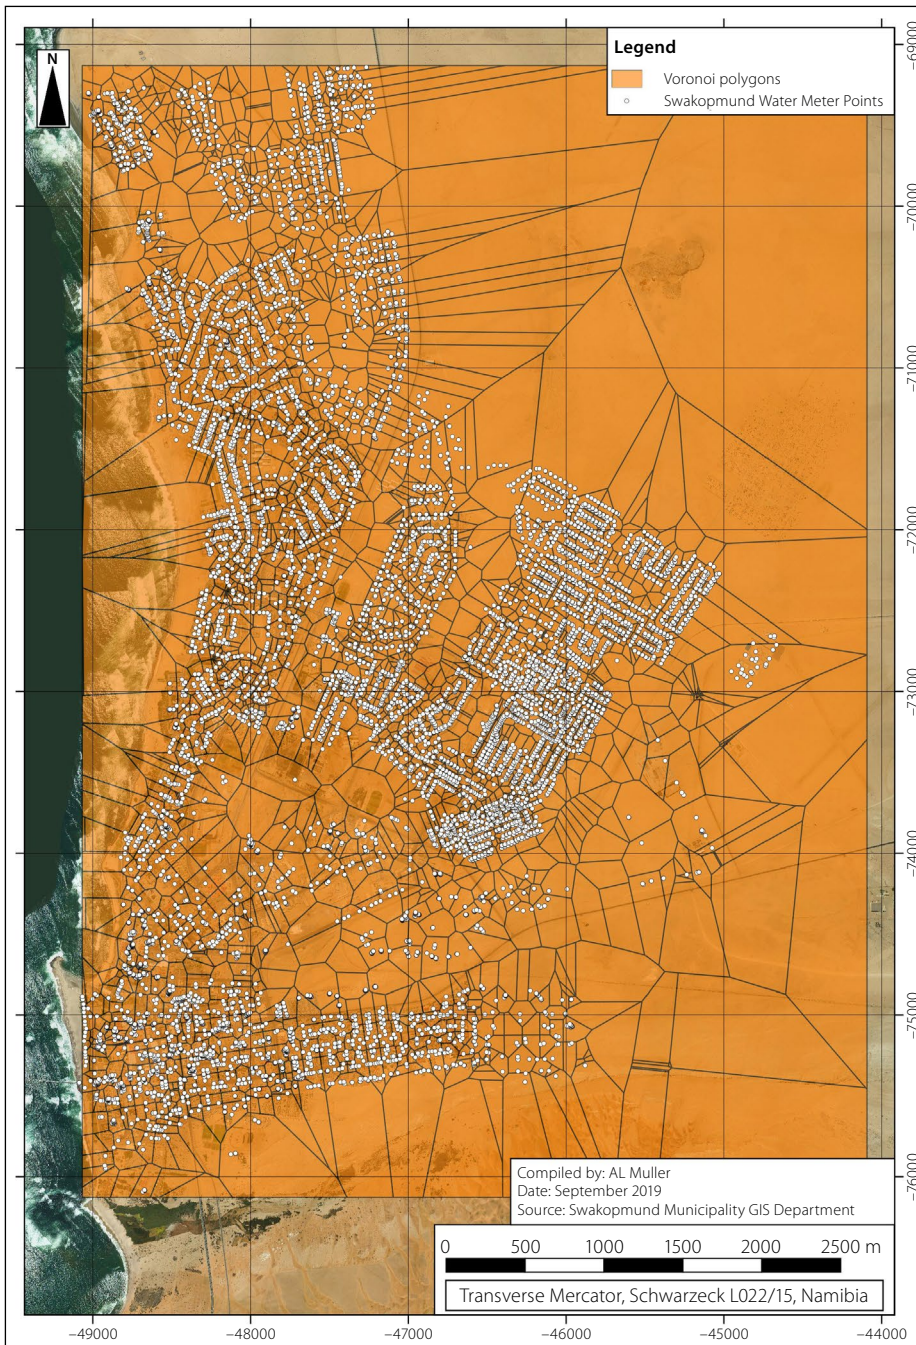 N
Legend
Voronoi polygons
Swakopmund Water Meter Points
–69000
–70000
–71000
–72000
–73000
–74000
–75000
–76000
Compiled by: AL Muller
Date: September 2019
Source: Swakopmund Municipality GIS Department
0 500 1000 1500 2000 2500 m
Transverse Mercator, Schwarzeck L022/15, Namibia
–49000 –48000 –47000 –46000 –45000 –44000